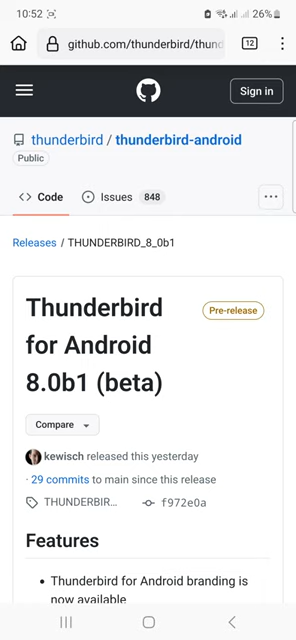 10:52 26%
github.com/thunderbird/thund 12
Sign in
thunderbird / thunderbird-android
Public
<> Code Issues 848 ...
Releases / THUNDERBIRD_8_0b1
Thunderbird
for Android
8.0b1 (beta)
Pre-release
Compare
kewisch released this yesterday
· 29 commits to main since this release
THUNDERBIR... f972e0a
Features
• Thunderbird for Android branding is
now available